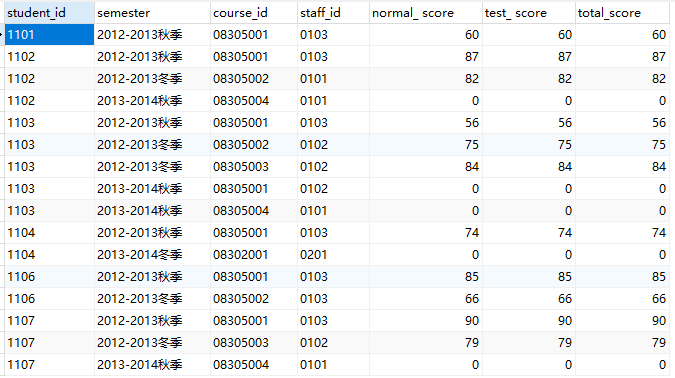 student_id semester course_id staff_id normal_ score test_ score total_score
1101 2012-2013秋季 08305001 0103 60 60 60
1102 2012-2013秋季 08305001 0103 87 87 87
1102 2012-2013冬季 08305002 0101 82 82 82
1102 2013-2014秋季 08305004 0101 0 0 0
1103 2012-2013秋季 08305001 0103 56 56 56
1103 2012-2013冬季 08305002 0102 75 75 75
1103 2012-2013冬季 08305003 0102 84 84 84
1103 2013-2014秋季 08305001 0102 0 0 0
1103 2013-2014秋季 08305004 0101 0 0 0
1104 2012-2013秋季 08305001 0103 74 74 74
1104 2013-2014冬季 08302001 0201 0 0 0
1106 2012-2013秋季 08305001 0103 85 85 85
1106 2012-2013冬季 08305002 0103 66 66 66
1107 2012-2013秋季 08305001 0103 90 90 90
1107 2012-2013冬季 08305003 0102 79 79 79
1107 2013-2014秋季 08305004 0101 0 0 0